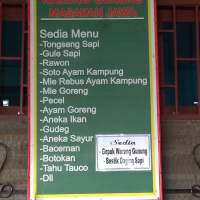 MASAKAN JAWA
Sedia Menu
-Tongseng Sapi
-Gule Sapi
-Rawon
-Soto Ayam Kampung
-Mie Rebus Ayam Kampung
-Mie Goreng
-Pecel
-Ayam Goreng
-Aneka Ikan
-Gudeg
-Aneka Sayur
-Bacerman
-Botokan
-Tahu Tauco
-Dll
Sedia
- Gepuk Warung Gunung
- Bestik Daging Sapi